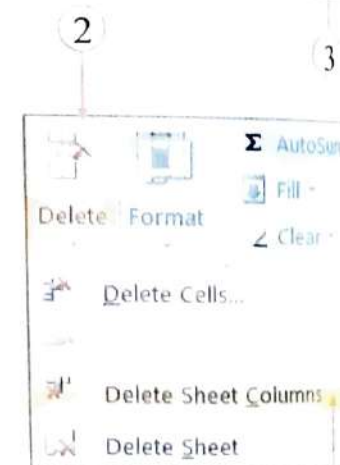 2
3
Σ AutoSum
Delete Format
Fill
Clear
Delete Cells...
Delete Sheet Columns
Delete Sheet